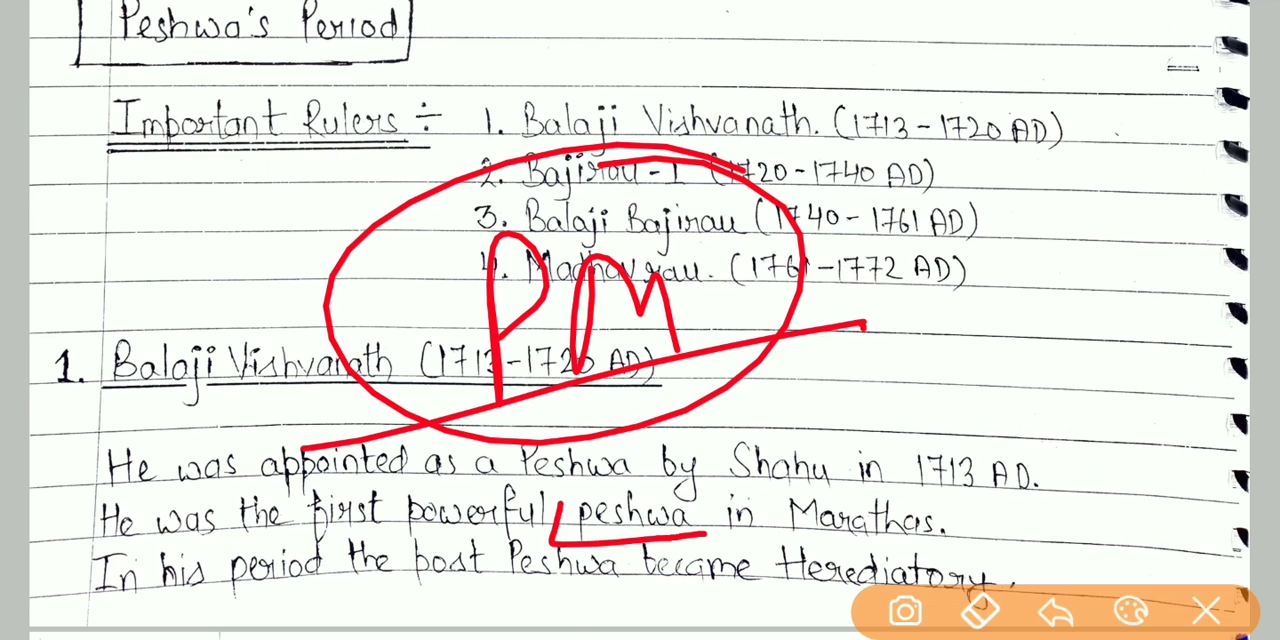 Peshwa's Period
Important Rulers ÷ 1. Balaji Vishvanath. (1713 - 1720 AD)
2. Bajirau - I (1720 - 1740 AD)
3. Balaji Bajirau (1740 - 1761 AD)
4. Madhavrau. (1761 - 1772 AD)
PM
1. Balaji Vishvanath (1713 - 1720 AD)
He was appointed as a Peshwa by Shahu in 1713 AD.
He was the first powerful peshwa in Marathas.
In his period the post Peshwa became Herediatory.